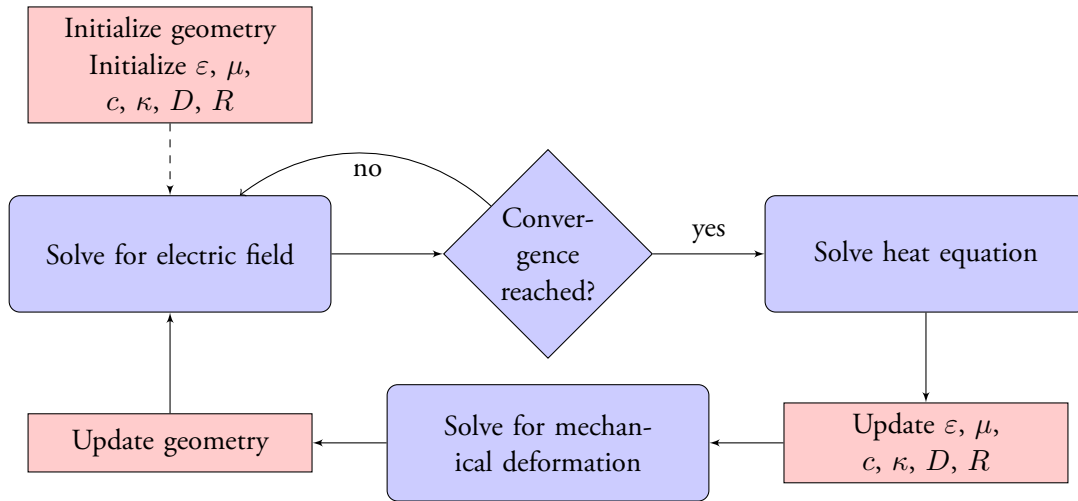 Initialize geometry
Initialize ε, μ,
c, κ, D, R
no
Solve for electric field
Conver-
gence
reached?
yes
Solve heat equation
Update geometry
Solve for mechan-
ical deformation
Update ε, μ,
c, κ, D, R